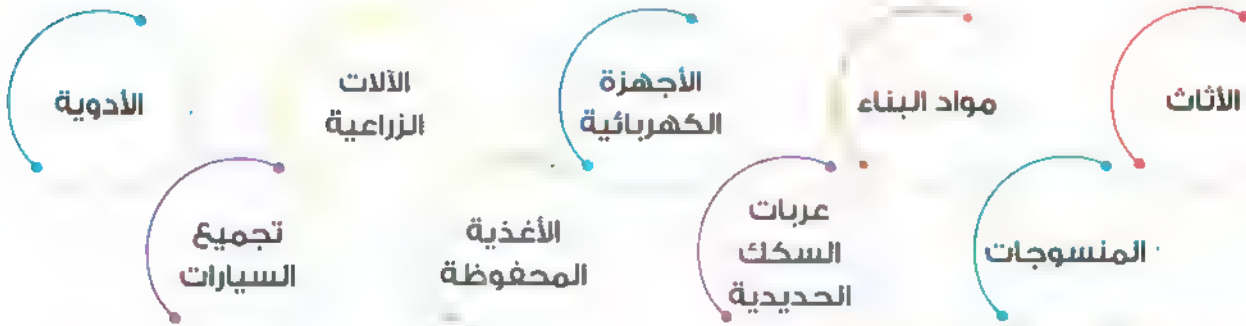 الأثاث
مواد البناء
الأجهزة
الكهربائية
الآلات
الزراعية
الأدوية
المنسوجات
عربات
السكك
الحديدية
الأغذية
المحفوظة
تجميع
السيارات